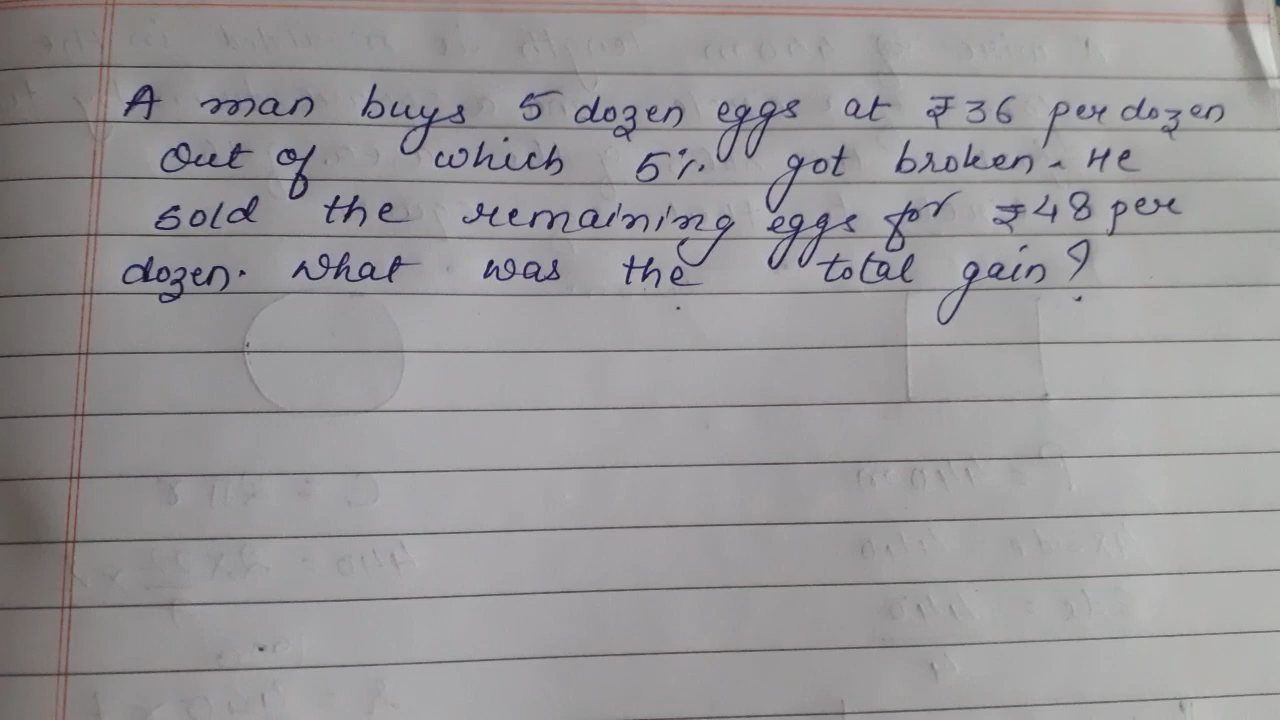 A man buys 5 dozen eggs at ₹36 per dozen
Out of which 5% got broken. He
sold the remaining eggs for ₹48 per
dozen. What was the total gain?